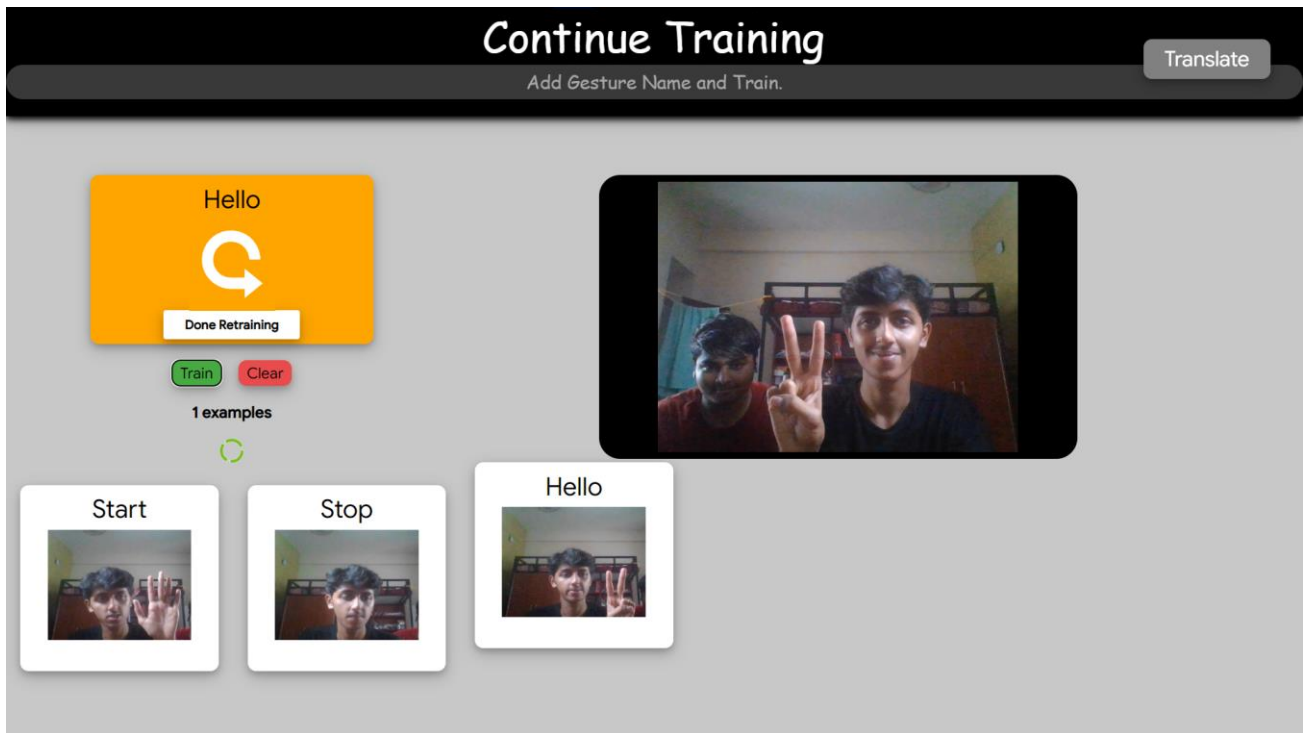 Continue Training
Translate
Add Gesture Name and Train.
Hello
Done Retraining
Train Clear
1 examples
Start
Stop
Hello